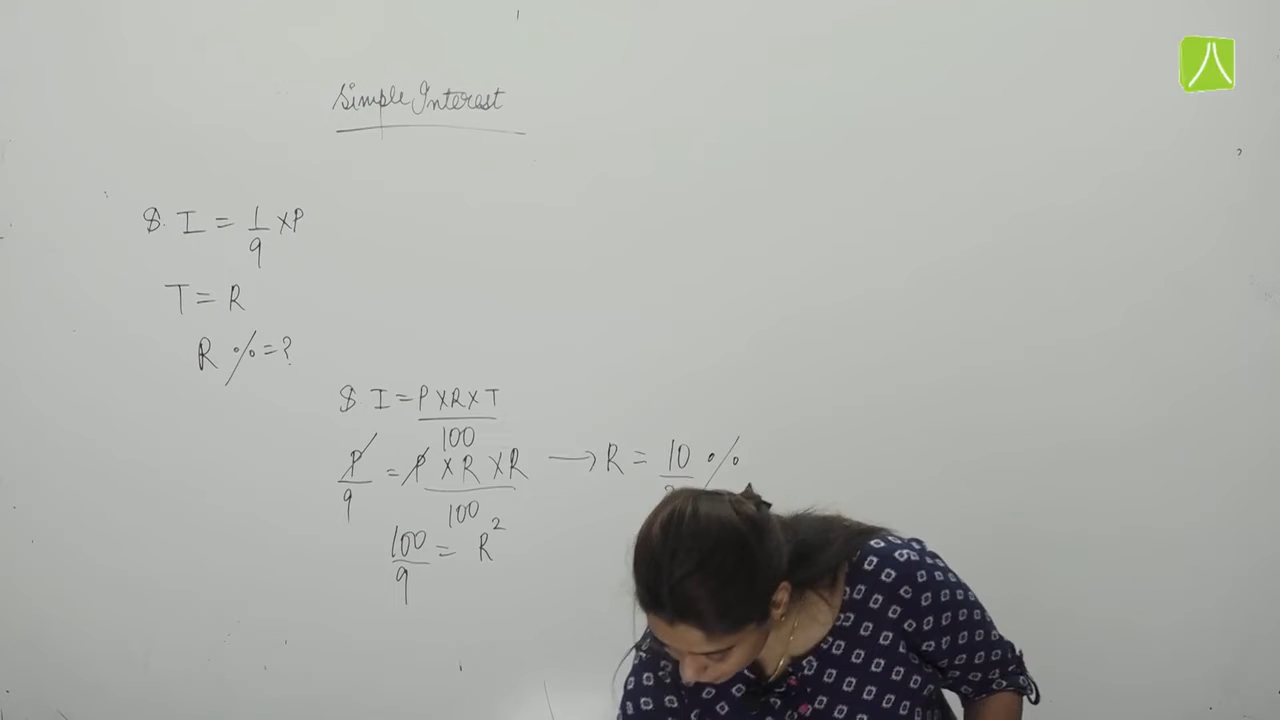 Simple Interest
S.I = 1/9 × P
T = R
R % = ?
S.I = P×R×T/100
P/9 = P×R×R/100 → R = 10/ %
100/9 = R²